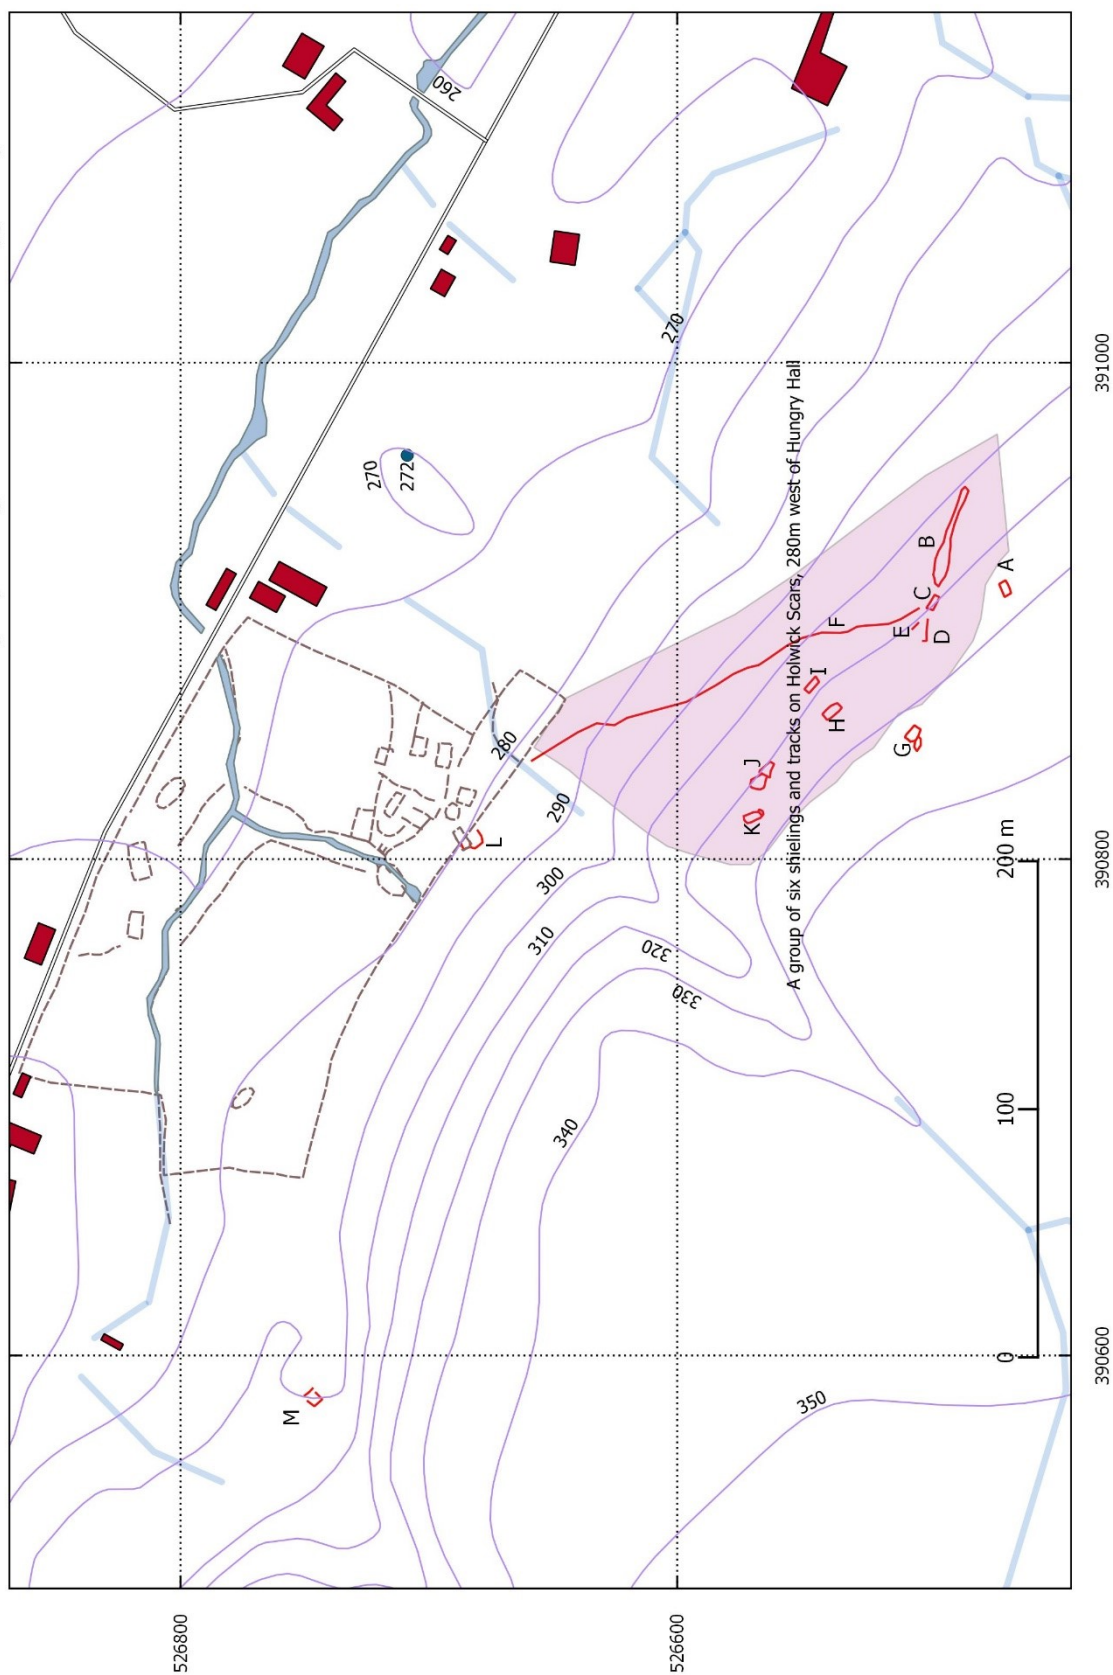 260
270
272
270
280
290
300
310
320
330
340
350
A group of six shielings and tracks on Holwick Scars, 280m west of Hungry Hall
A
B
C
D
E
F
G
H
I
J
K
L
M
0
100
200 m
526800
526600
390600
390800
391000